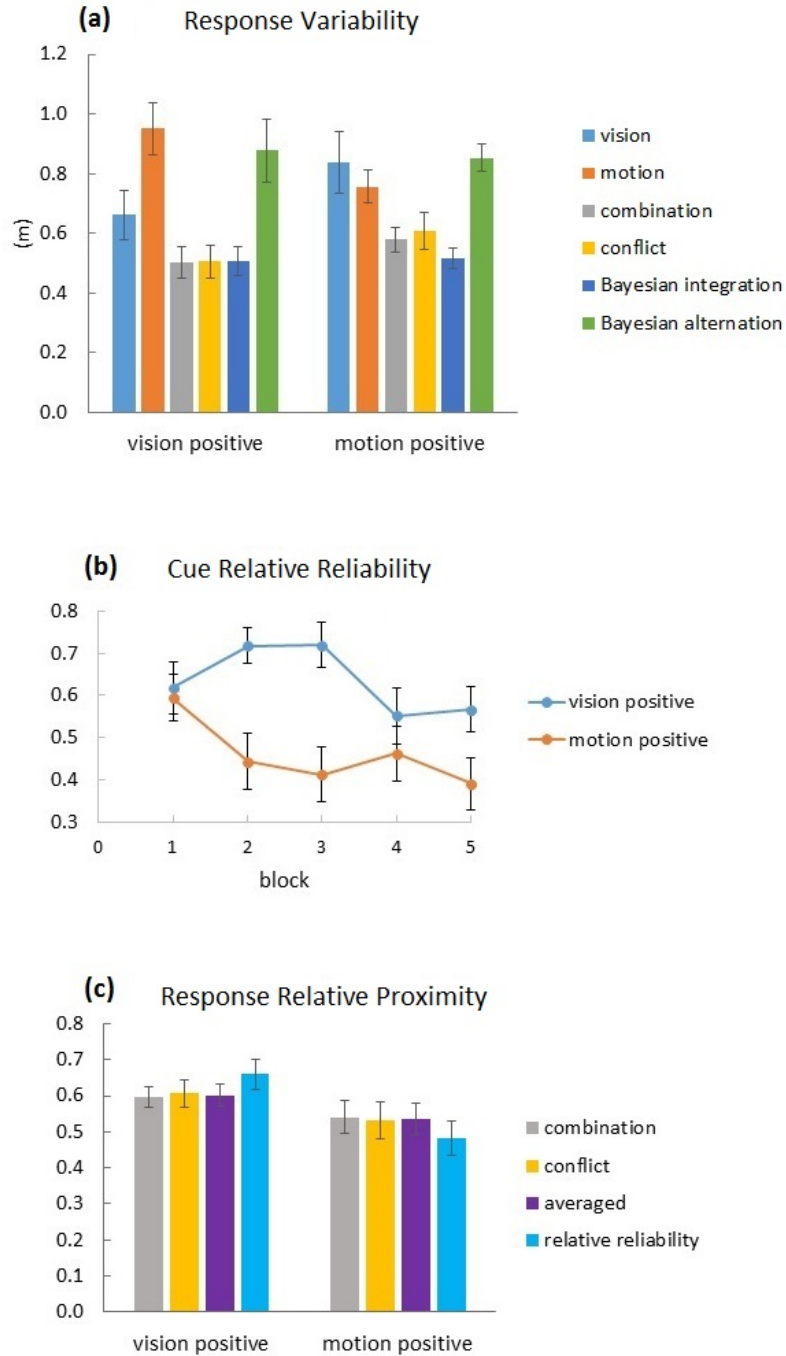 (a) Response Variability
1.2
1.0
0.8
0.6
0.4
0.2
0.0
(m)
vision positive motion positive
vision
motion
combination
conflict
Bayesian integration
Bayesian alternation
(b) Cue Relative Reliability
0.8
0.7
0.6
0.5
0.4
0.3
0 1 2 3 4 5
block
vision positive
motion positive
(c) Response Relative Proximity
0.8
0.7
0.6
0.5
0.4
0.3
0.2
0.1
0.0
vision positive motion positive
combination
conflict
averaged
relative reliability